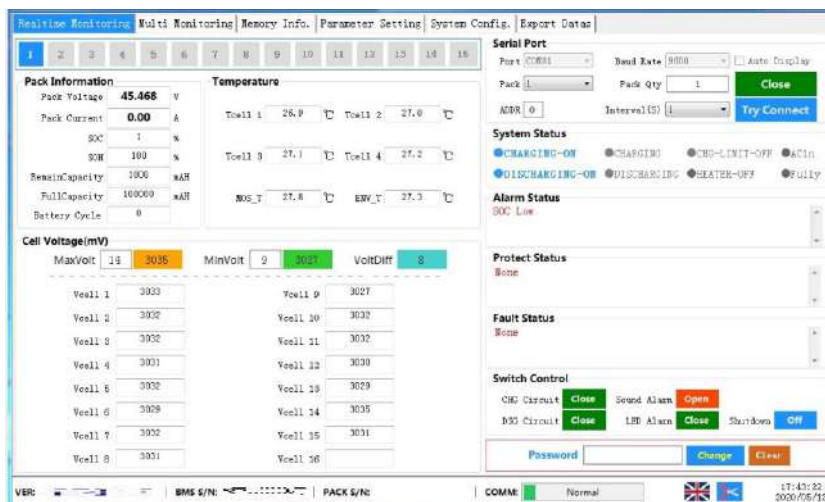 Realtime Monitoring Multi Monitoring Memory Info. Parameter Setting System Config. Export Datas
1 2 3 4 5 6 7 8 9 10 11 12 13 14 15
Pack Information
Pack Voltage 45.468 V
Pack Current 0.00 A
SOC 1 %
SOH 100 %
RemainCapacity 1000 mAH
FullCapacity 100000 mAH
Battery Cycle 0
Temperature
Tcell 1 26.9 ℃ Tcell 2 27.0 ℃
Tcell 3 27.1 ℃ Tcell 4 27.2 ℃
MOS_T 27.8 ℃ ENV_T 27.3 ℃
Cell Voltage(mV)
MaxVolt 14 3035 MinVolt 9 3027 VoltDiff 8
Vcell 1 3033 Vcell 9 3027
Vcell 2 3032 Vcell 10 3032
Vcell 3 3032 Vcell 11 3032
Vcell 4 3031 Vcell 12 3030
Vcell 5 3032 Vcell 13 3029
Vcell 6 3029 Vcell 14 3035
Vcell 7 3032 Vcell 15 3031
Vcell 8 3031 Vcell 16
Serial Port
Port COM31 Baud Rate 9600 Auto Display
Pack 1 Pack Qty 1 Close
ADDR 0 Interval(S) 1 Try Connect
System Status
CHARGING-ON CHARGING CHG-LIMIT-OFF ACin
DISCHARGING-ON DISCHARGING HEATER-OFF Fully
Alarm Status
SOC Low
Protect Status
None
Fault Status
None
Switch Control
CHG Circuit Close Sound Alarm Open
DSG Circuit Close LED Alarm Close Shutdown Off
Password Change Clear
VER: BMS S/N: PACK S/N: COMM: Normal
17:43:22
2020/05/13